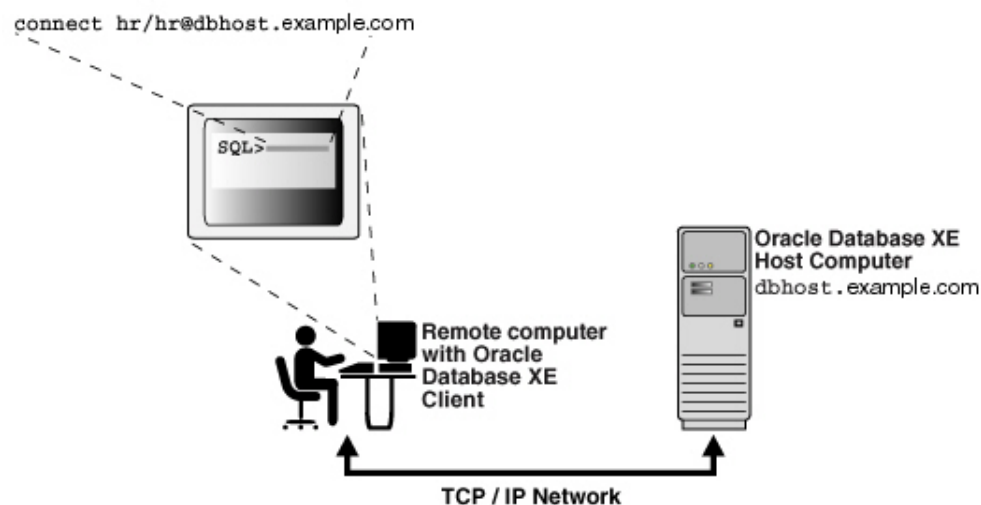 connect hr/hr@dbhost.example.com
SQL>
Oracle Database XE
Host Computer
dbhost.example.com
Remote computer
with Oracle
Database XE
Client
TCP / IP Network